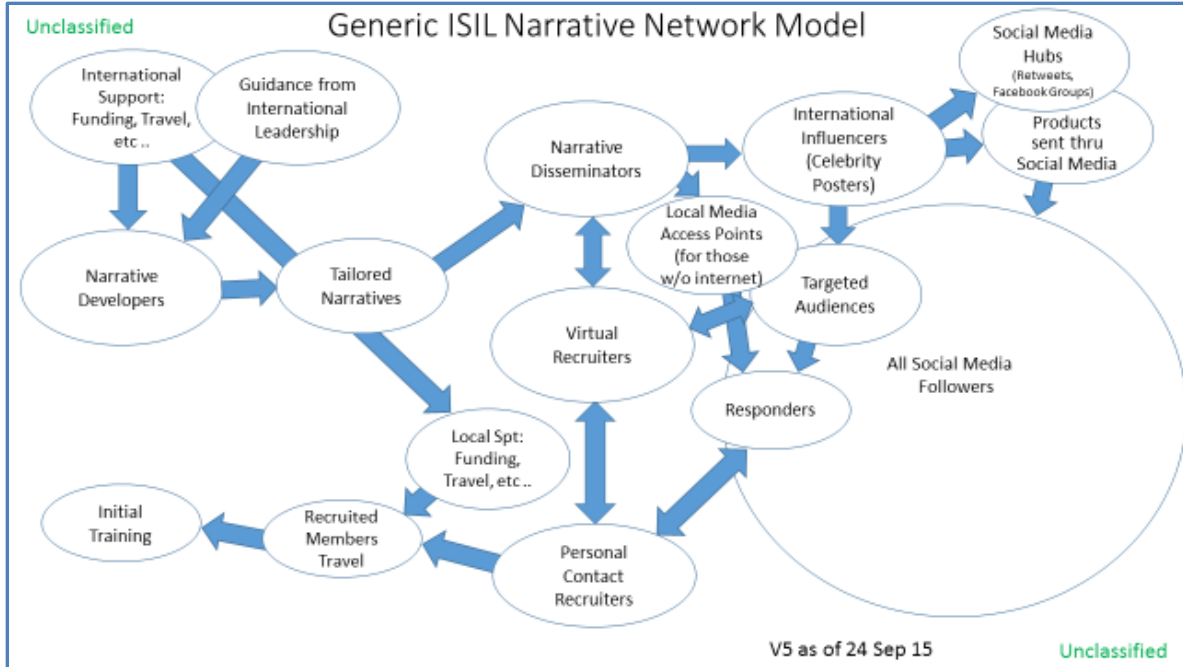 Unclassified
Generic ISIL Narrative Network Model
International
Support:
Funding, Travel,
etc ..
Guidance from
International
Leadership
Narrative
Disseminators
International
Influencers
(Celebrity
Posters)
Social Media
Hubs
(Retweets,
Facebook Groups)
Products
sent thru
Social Media
Narrative
Developers
Tailored
Narratives
Local Media
Access Points
(for those
w/o internet)
Targeted
Audiences
Virtual
Recruiters
All Social Media
Followers
Responders
Local Spt:
Funding,
Travel, etc ..
Initial
Training
Recruited
Members
Travel
Personal
Contact
Recruiters
V5 as of 24 Sep 15
Unclassified